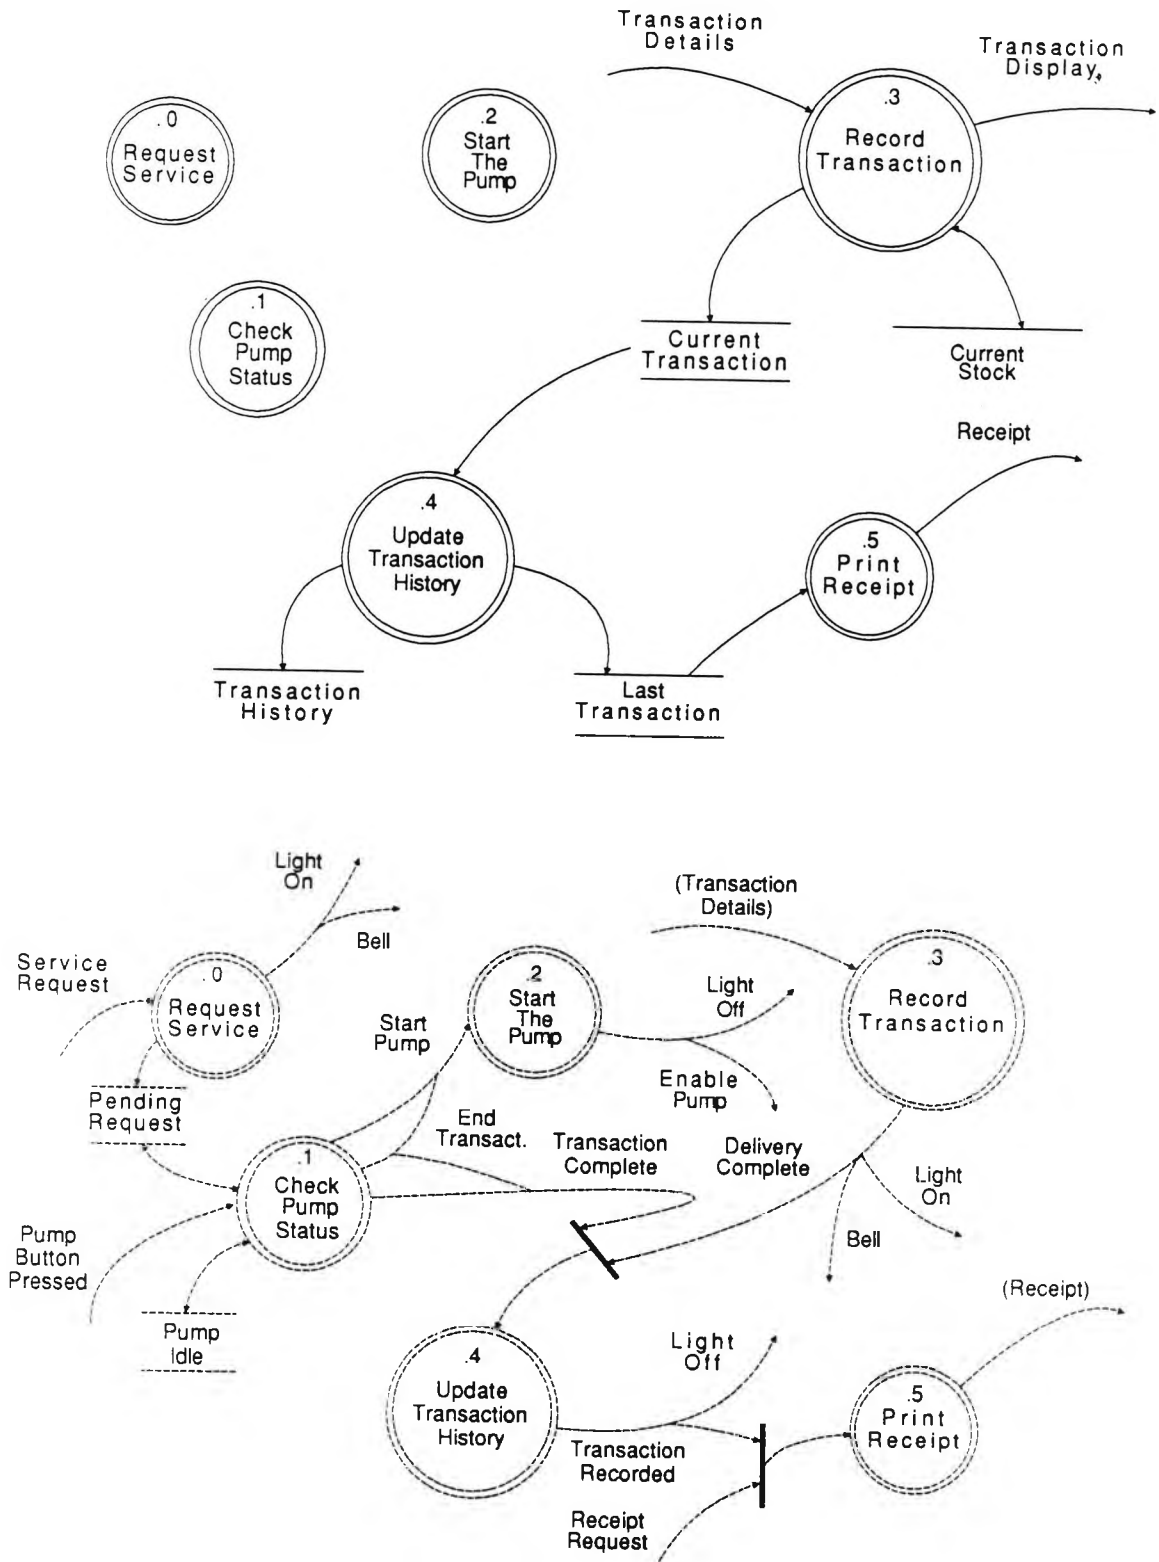 Transaction
Details
Transaction
Display
.0
Request
Service
.2
Start
The
Pump
.3
Record
Transaction
.1
Check
Pump
Status
Current
Transaction
Current
Stock
Receipt
.4
Update
Transaction
History
.5
Print
Receipt
Transaction
History
Last
Transaction
Light
On
Bell
(Transaction
Details)
Service
Request
.0
Request
Service
.2
Start
The
Pump
Light
Off
.3
Record
Transaction
Start
Pump
Enable
Pump
Pending
Request
End
Transact.
Transaction
Complete
Delivery
Complete
Light
On
Bell
.1
Check
Pump
Status
Pump
Button
Pressed
Pump
Idle
(Receipt)
.4
Update
Transaction
History
Light
Off
.5
Print
Receipt
Transaction
Recorded
Receipt
Request